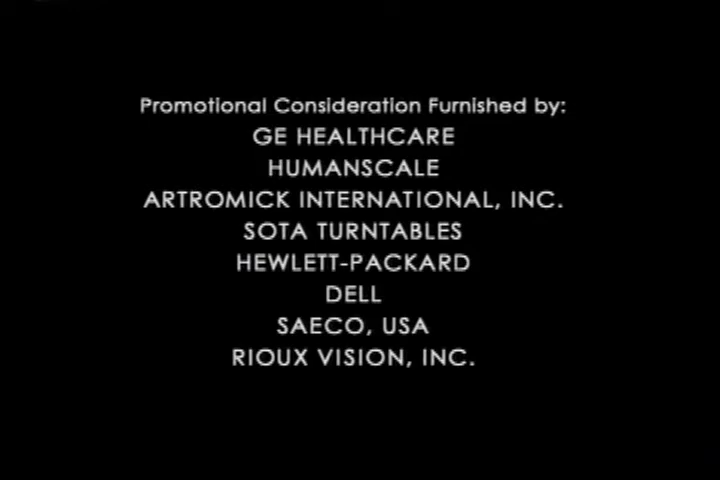 Promotional Consideration Furnished by:
GE HEALTHCARE
HUMANSCALE
ARTROMICK INTERNATIONAL, INC.
SOTA TURNTABLES
HEWLETT-PACKARD
DELL
SAECO, USA
RIOUX VISION, INC.